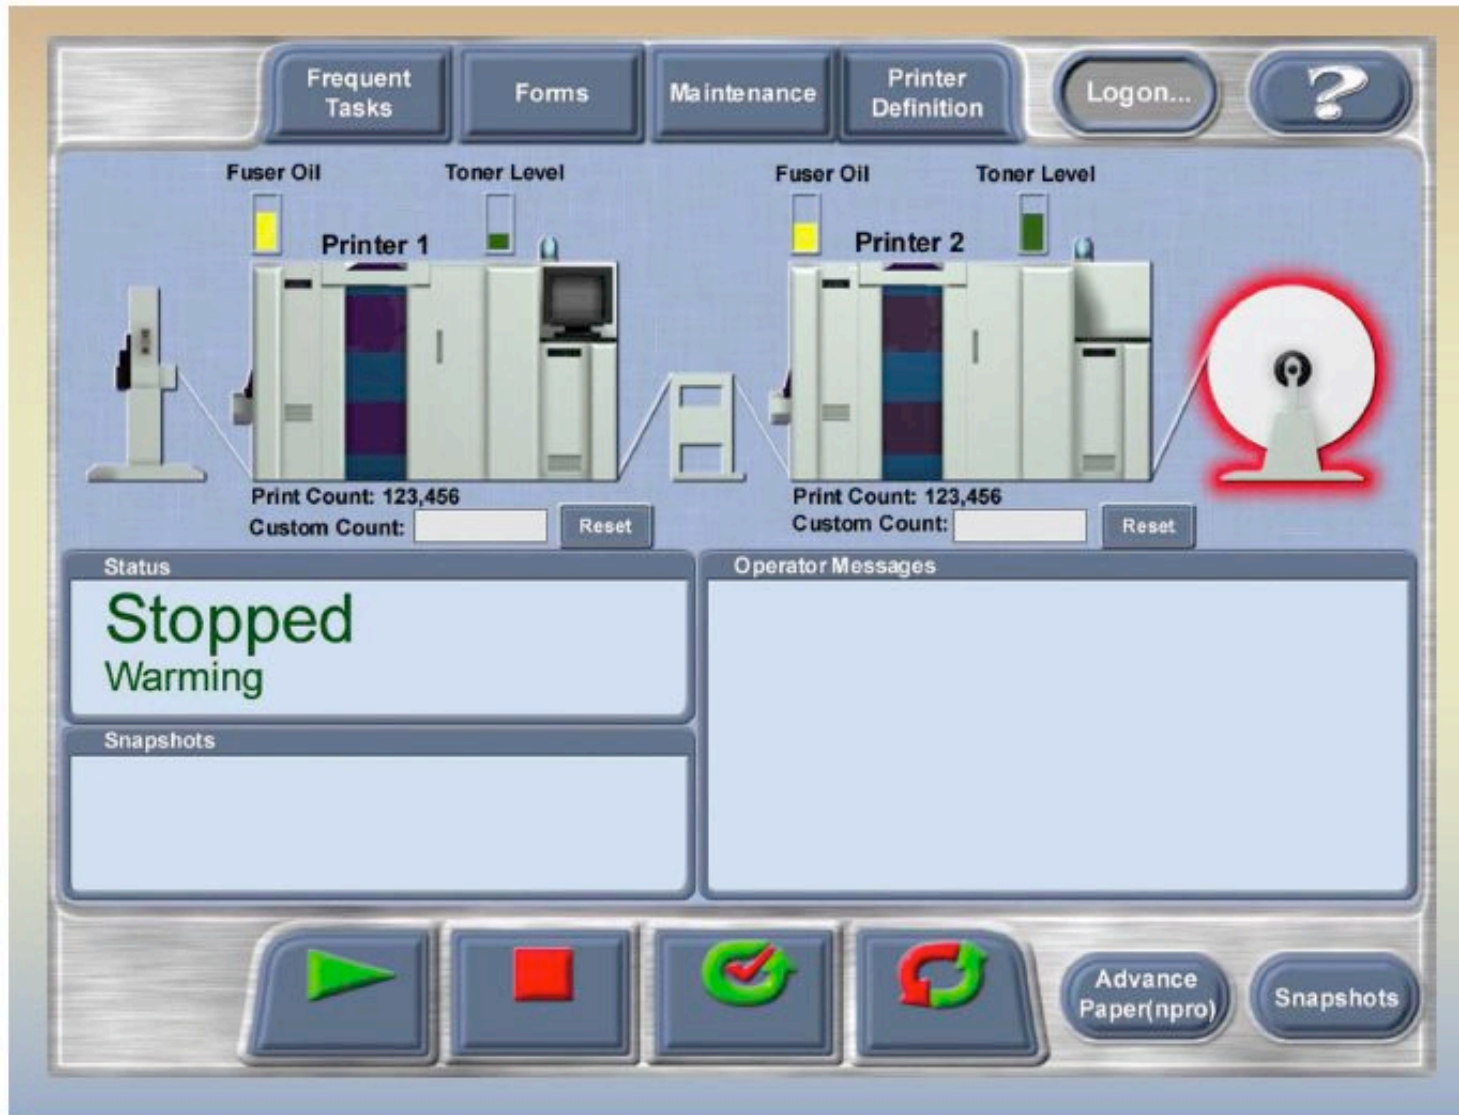 Frequent
Tasks
Forms
Maintenance
Printer
Definition
Logon...
?
Fuser Oil
Toner Level
Fuser Oil
Toner Level
Printer 1
Printer 2
Print Count: 123,456
Custom Count:
Reset
Print Count: 123,456
Custom Count:
Reset
Status
Stopped
Warming
Operator Messages
Snapshots
Advance
Paper(npro)
Snapshots